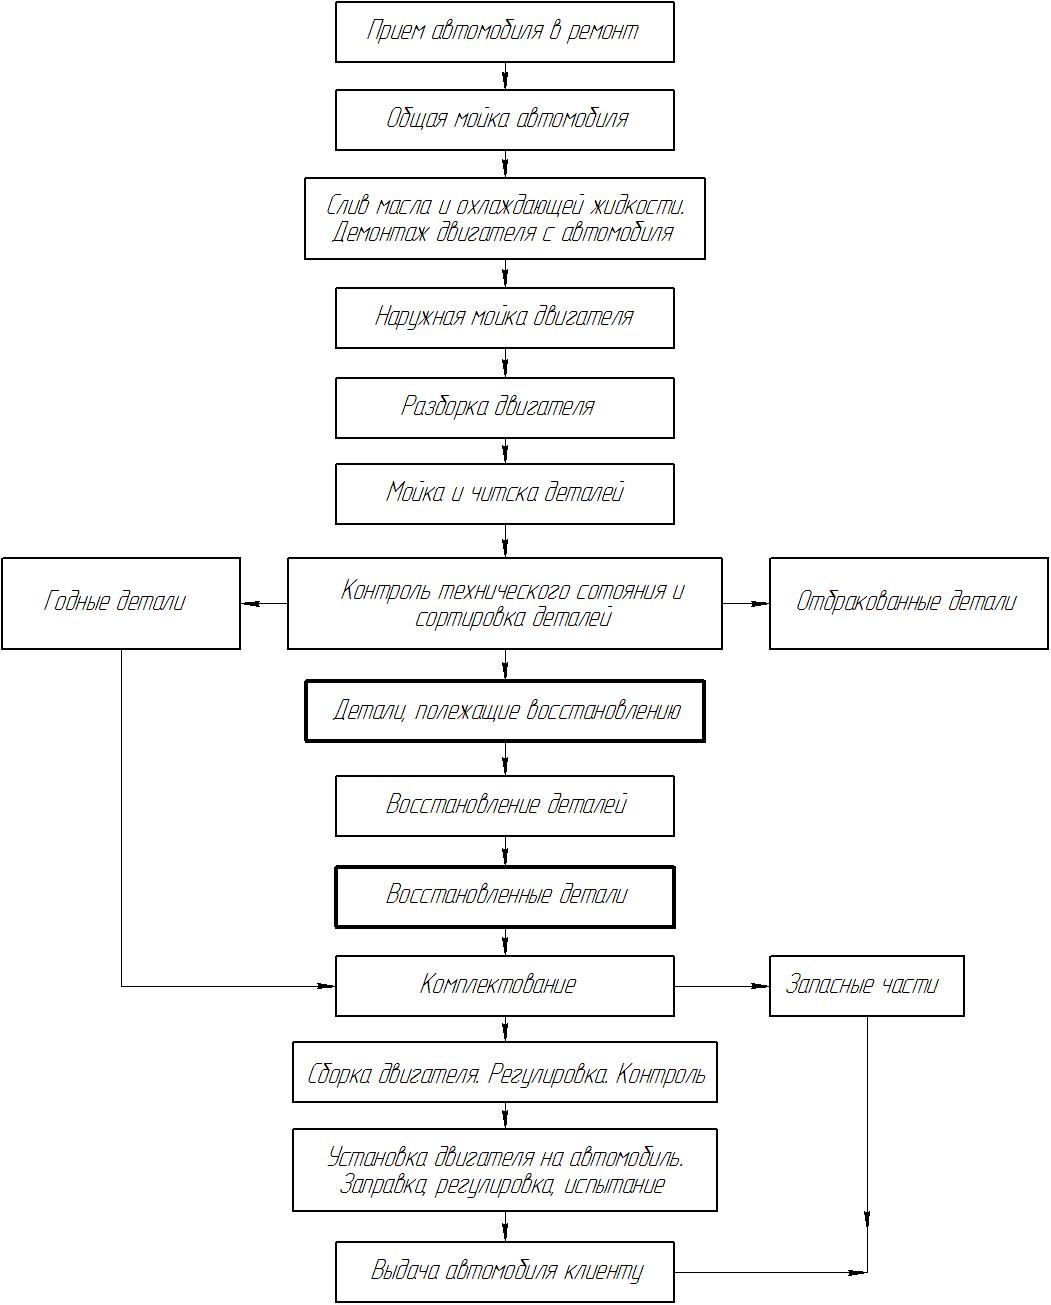 Прием автомобиля в ремонт
Общая мойка автомобиля
Слив масла и охлаждающей жидкости.
Демонтаж двигателя с автомобиля
Наружная мойка двигателя
Разборка двигателя
Мойка и читска деталей
Годные детали
Контроль технического сотояния и
сортировка деталей
Отбракованные детали
Детали, полежащие восстановлению
Восстановление деталей
Восстановленные детали
Комплектование
Запасные части
Сборка двигателя. Регулировка. Контроль
Установка двигателя на автомобиль.
Заправка, регулировка, испытание
Выдача автомобиля клиенту